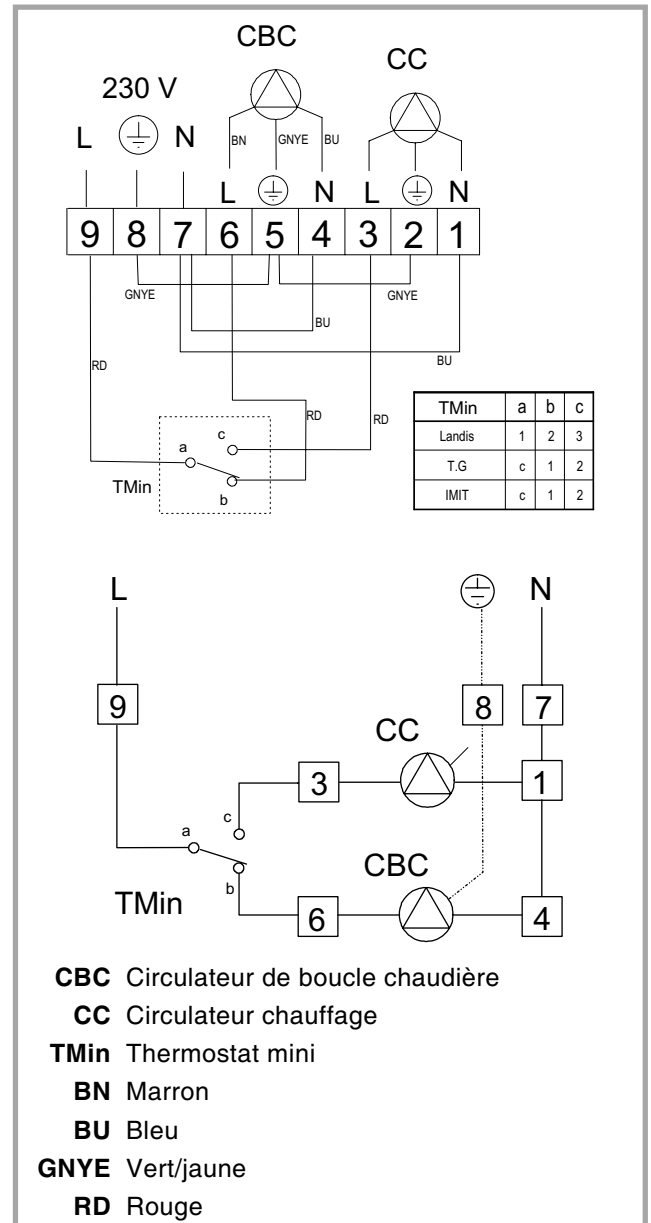 CBC
CC
230 V
L N
BN GNYE BU
L N L N
9 8 7 6 5 4 3 2 1
GNYE GNYE
BU
BU
RD
RD
RD
a
c
b
TMin
TMin a b c
Landis 1 2 3
T.G c 1 2
IMIT c 1 2
L N
9
8 7
CC
3
1
c
a
b
CBC
TMin
6
4
CBC Circulateur de boucle chaudière
CC Circulateur chauffage
TMin Thermostat mini
BN Marron
BU Bleu
GNYE Vert/jaune
RD Rouge